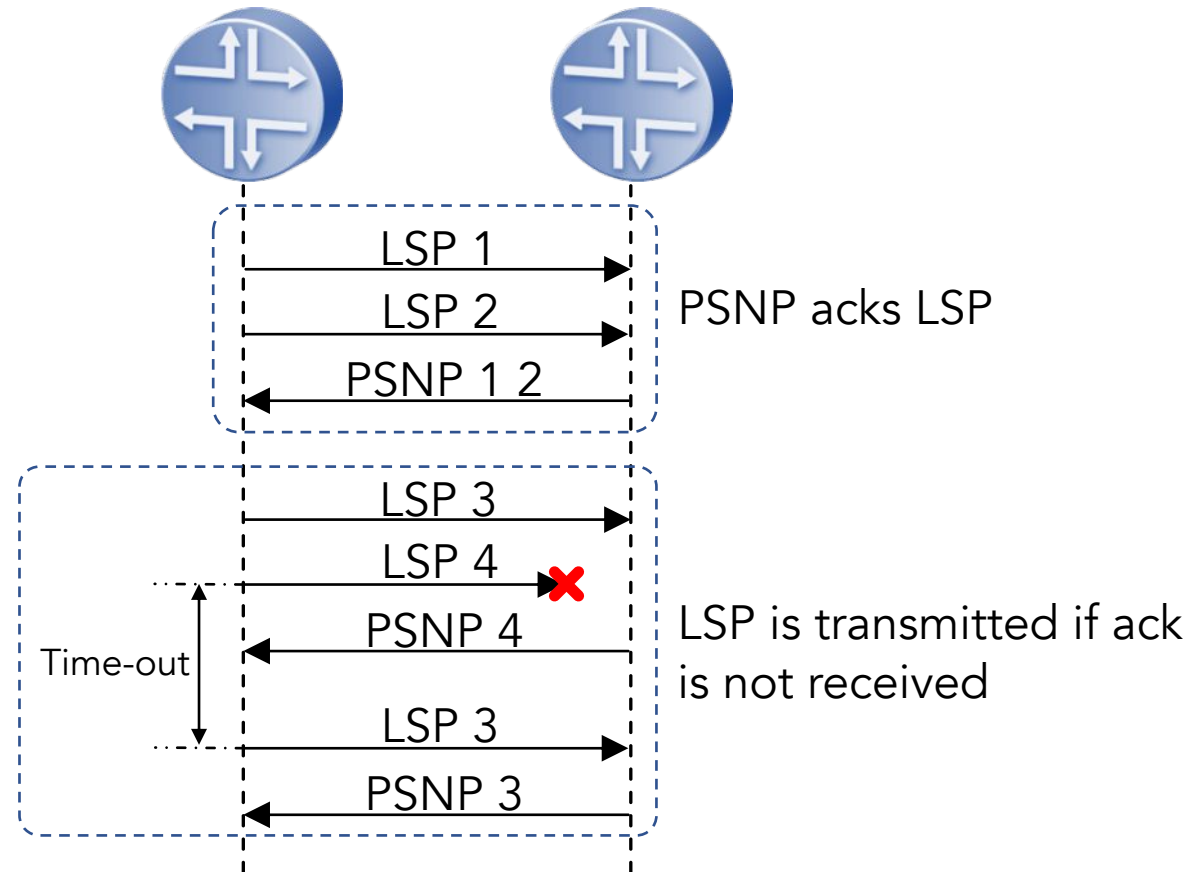 LSP 1
LSP 2
PSNP acks LSP
PSNP 1 2
LSP 3
LSP 4
PSNP 4
LSP is transmitted if ack
is not received
Time-out
LSP 3
PSNP 3